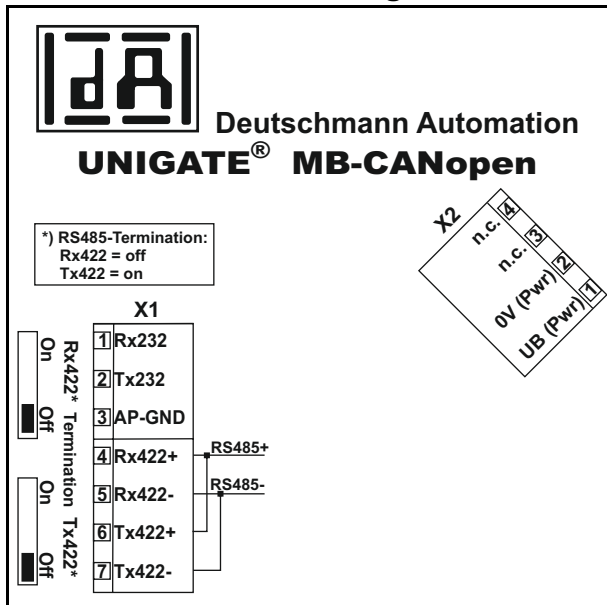 dA
Deutschmann Automation
UNIGATE® MB-CANopen
*) RS485-Termination:
Rx422 = off
Tx422 = on
X2
n.c. 4
n.c. 3
0V (Pwr) 2
UB (Pwr) 1
X1
1 Rx232
2 Tx232
3 AP-GND
4 Rx422+
5 Rx422-
6 Tx422+
7 Tx422-
RS485+
RS485-
On
Off
Rx422* Termination Tx422*
On
Off